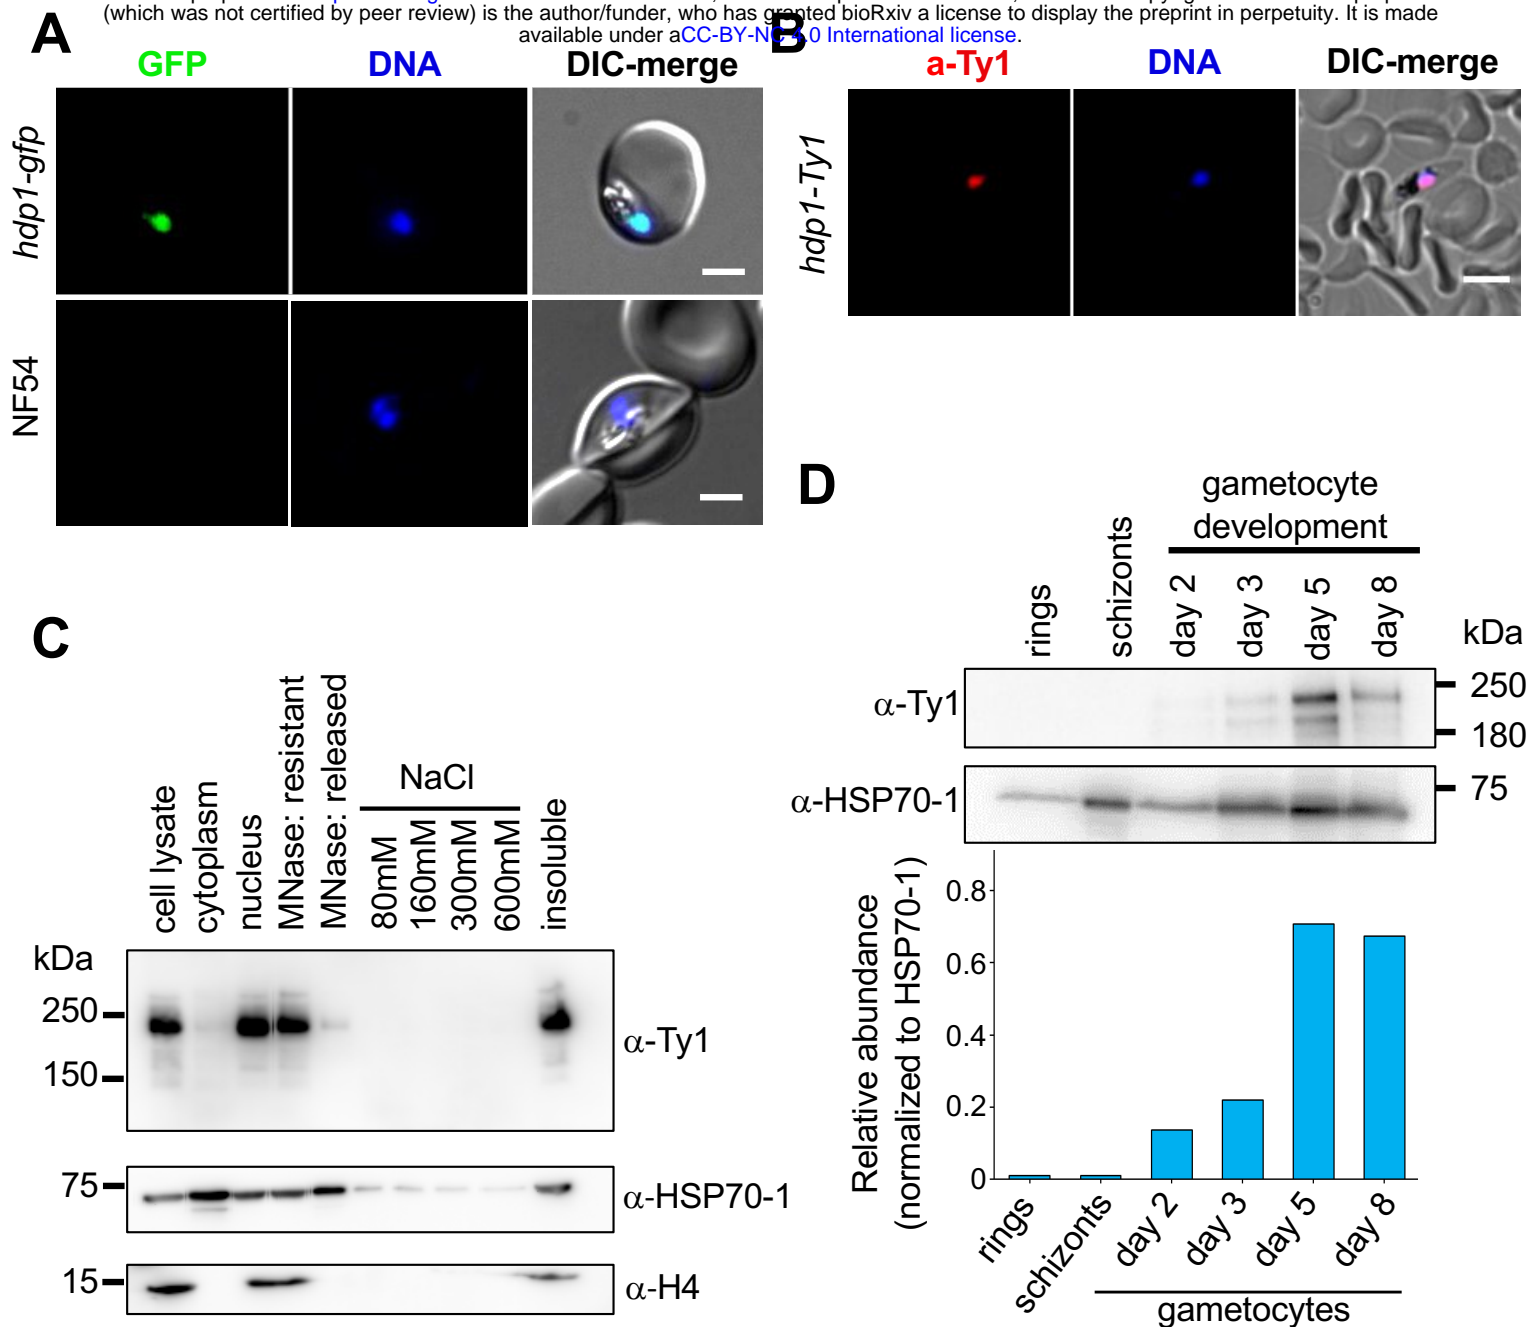 (which was not certified by peer review) is the author/funder, who has granted bioRxiv a license to display the preprint in perpetuity. It is made
available under aCC-BY-NC 4.0 International license.
A
GFP DNA DIC-merge
hdp1-gfp
NF54
B
a-Ty1 DNA DIC-merge
hdp1-Ty1
C
cell lysate
cytoplasm
nucleus
MNase: resistant
MNase: released
NaCl
80mM
160mM
300mM
600mM
insoluble
kDa
250
150
α-Ty1
75
α-HSP70-1
15
α-H4
D
gametocyte
development
rings
schizonts
day 2
day 3
day 5
day 8
kDa
α-Ty1
250
180
α-HSP70-1
75
Relative abundance
(normalized to HSP70-1)
0.8
0.6
0.4
0.2
0
rings
schizonts
day 2
day 3
day 5
day 8
gametocytes